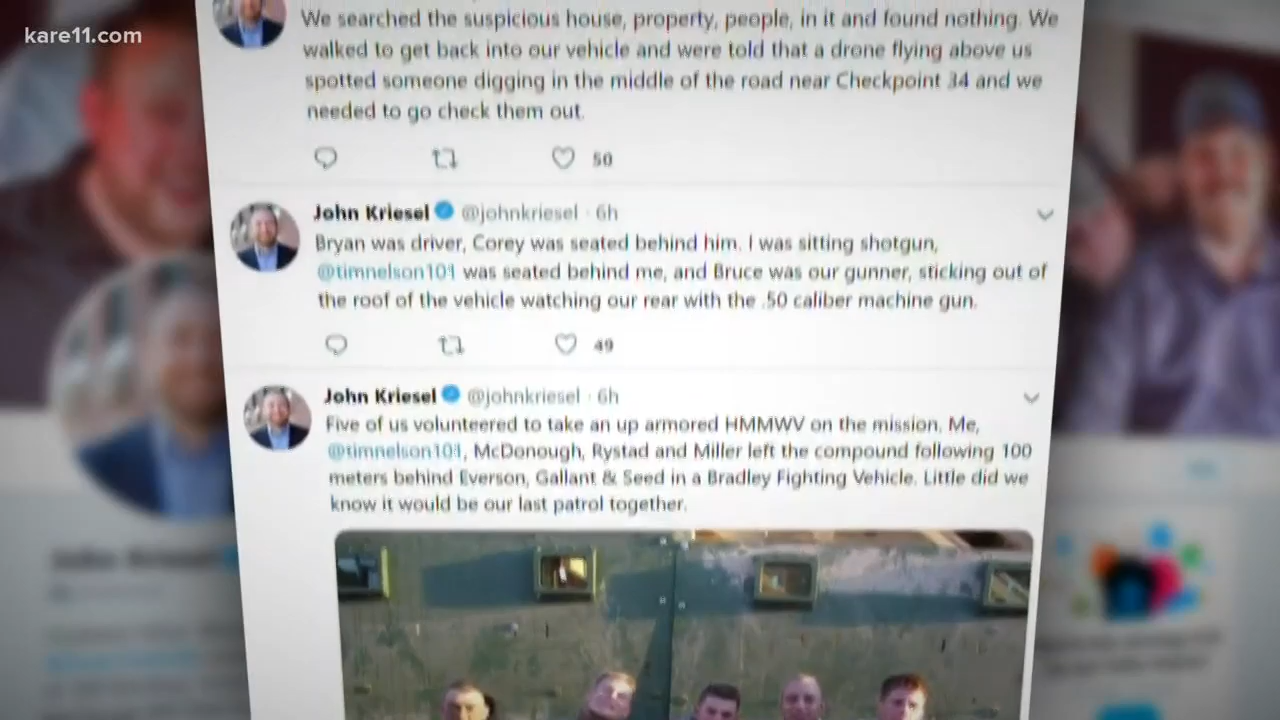 kare11.com
We searched the suspicious house, property, people, in it and found nothing. We
walked to get back into our vehicle and were told that a drone flying above us
spotted someone digging in the middle of the road near Checkpoint 34 and we
needed to go check them out.
50
John Kriesel @johnkriesel · 6h
Bryan was driver, Corey was seated behind him. I was sitting shotgun,
@timnelson101 was seated behind me, and Bruce was our gunner, sticking out of
the roof of the vehicle watching our rear with the .50 caliber machine gun.
49
John Kriesel @johnkriesel · 6h
Five of us volunteered to take an up armored HMMWV on the mission. Me,
@timnelson101, McDonough, Rystad and Miller left the compound following 100
meters behind Everson, Gallant & Seed in a Bradley Fighting Vehicle. Little did we
know it would be our last patrol together.